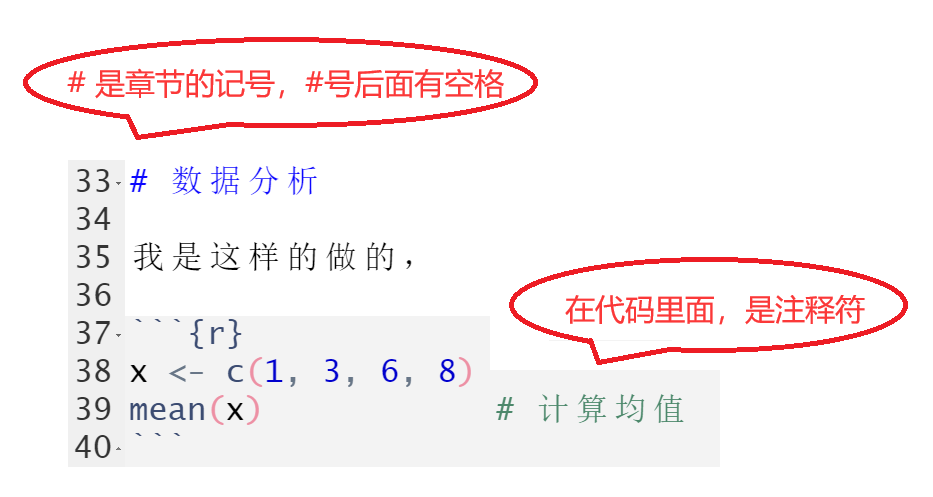 # 是章节的记号，#号后面有空格
33 # 数据分析
34
35 我是这样的做的，
36
在代码里面，是注释符
37 ```{r}
38 x <- c(1, 3, 6, 8)
39 mean(x) # 计算均值
40 ```